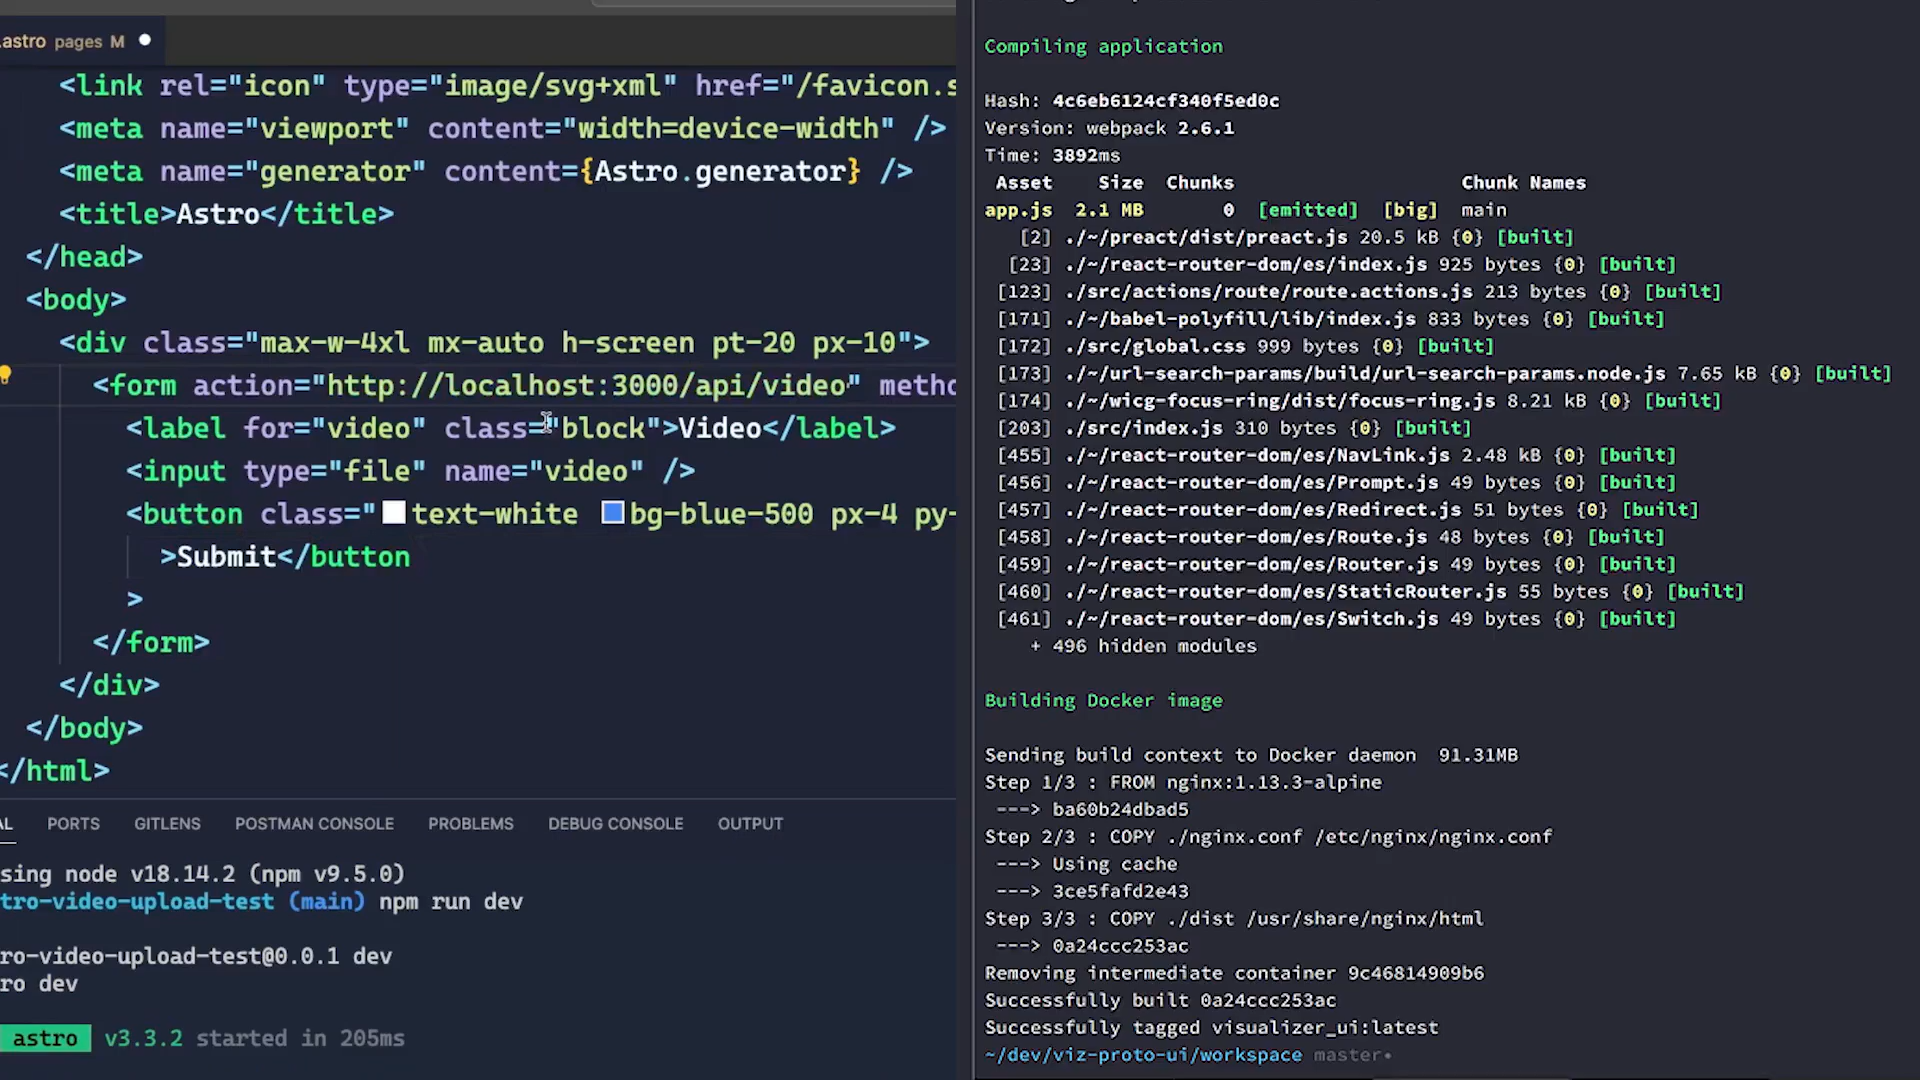 .astro pages M
<link rel="icon" type="image/svg+xml" href="/favicon.s
<meta name="viewport" content="width=device-width" />
<meta name="generator" content={Astro.generator} />
<title>Astro</title>
</head>
<body>
<div class="max-w-4xl mx-auto h-screen pt-20 px-10">
<form action="http://localhost:3000/api/video" metho
<label for="video" class="block">Video</label>
<input type="file" name="video" />
<button class="text-white bg-blue-500 px-4 py-
>Submit</button
>
</form>
</div>
</body>
</html>
AL PORTS GITLENS POSTMAN CONSOLE PROBLEMS DEBUG CONSOLE OUTPUT
sing node v18.14.2 (npm v9.5.0)
tro-video-upload-test (main) npm run dev
ro-video-upload-test@0.0.1 dev
ro dev
astro v3.3.2 started in 205ms
Compiling application
Hash: 4c6eb6124cf340f5ed0c
Version: webpack 2.6.1
Time: 3892ms
Asset Size Chunks Chunk Names
app.js 2.1 MB 0 [emitted] [big] main
[2] ./~/preact/dist/preact.js 20.5 kB {0} [built]
[23] ./~/react-router-dom/es/index.js 925 bytes {0} [built]
[123] ./src/actions/route/route.actions.js 213 bytes {0} [built]
[171] ./~/babel-polyfill/lib/index.js 833 bytes {0} [built]
[172] ./src/global.css 999 bytes {0} [built]
[173] ./~/url-search-params/build/url-search-params.node.js 7.65 kB {0} [built]
[174] ./~/wicg-focus-ring/dist/focus-ring.js 8.21 kB {0} [built]
[203] ./src/index.js 310 bytes {0} [built]
[455] ./~/react-router-dom/es/NavLink.js 2.48 kB {0} [built]
[456] ./~/react-router-dom/es/Prompt.js 49 bytes {0} [built]
[457] ./~/react-router-dom/es/Redirect.js 51 bytes {0} [built]
[458] ./~/react-router-dom/es/Route.js 48 bytes {0} [built]
[459] ./~/react-router-dom/es/Router.js 49 bytes {0} [built]
[460] ./~/react-router-dom/es/StaticRouter.js 55 bytes {0} [built]
[461] ./~/react-router-dom/es/Switch.js 49 bytes {0} [built]
+ 496 hidden modules
Building Docker image
Sending build context to Docker daemon 91.31MB
Step 1/3 : FROM nginx:1.13.3-alpine
---> ba60b24dbad5
Step 2/3 : COPY ./nginx.conf /etc/nginx/nginx.conf
---> Using cache
---> 3ce5fafd2e43
Step 3/3 : COPY ./dist /usr/share/nginx/html
---> 0a24ccc253ac
Removing intermediate container 9c46814909b6
Successfully built 0a24ccc253ac
Successfully tagged visualizer_ui:latest
~/dev/viz-proto-ui/workspace master•